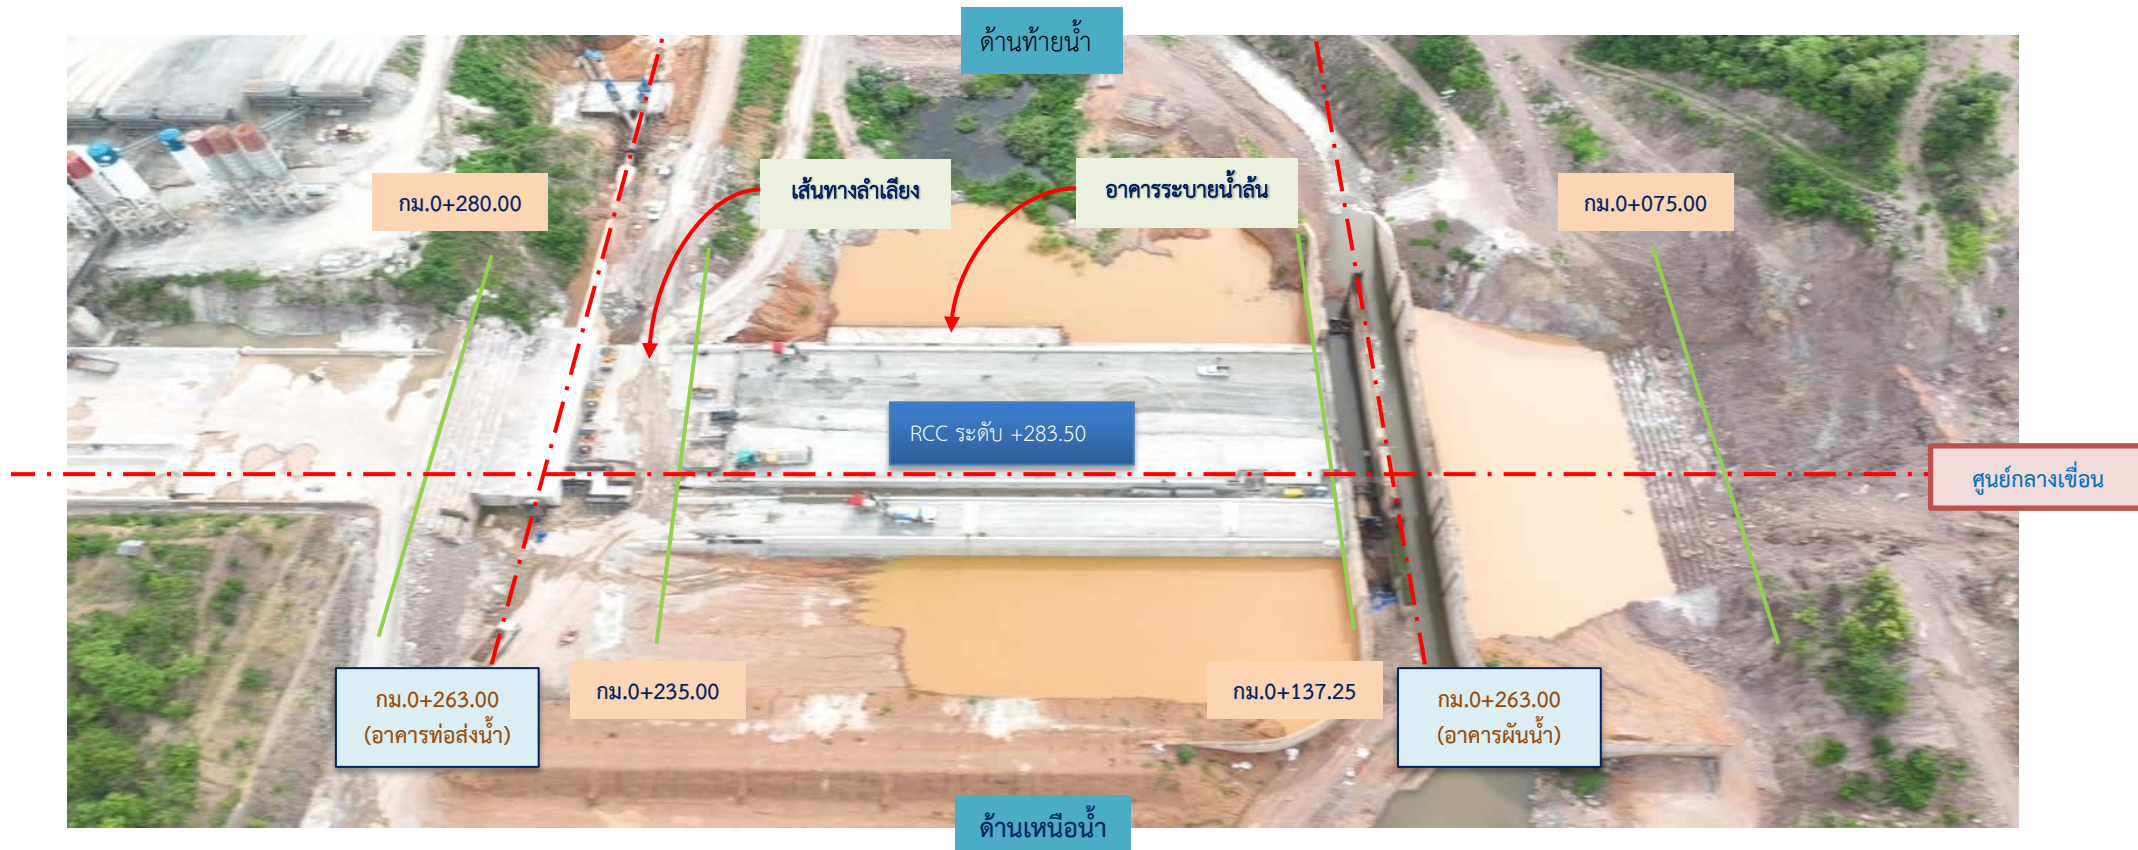 ด้านท้ายน้ำ
เส้นทางลำเลียง
อาคารระบายน้ำล้น
กม.0+280.00
กม.0+075.00
RCC ระดับ +283.50
ศูนย์กลางเขื่อน
กม.0+263.00
(อาคารท่อส่งน้ำ)
กม.0+235.00
กม.0+137.25
กม.0+263.00
(อาคารผันน้ำ)
ด้านเหนือน้ำ